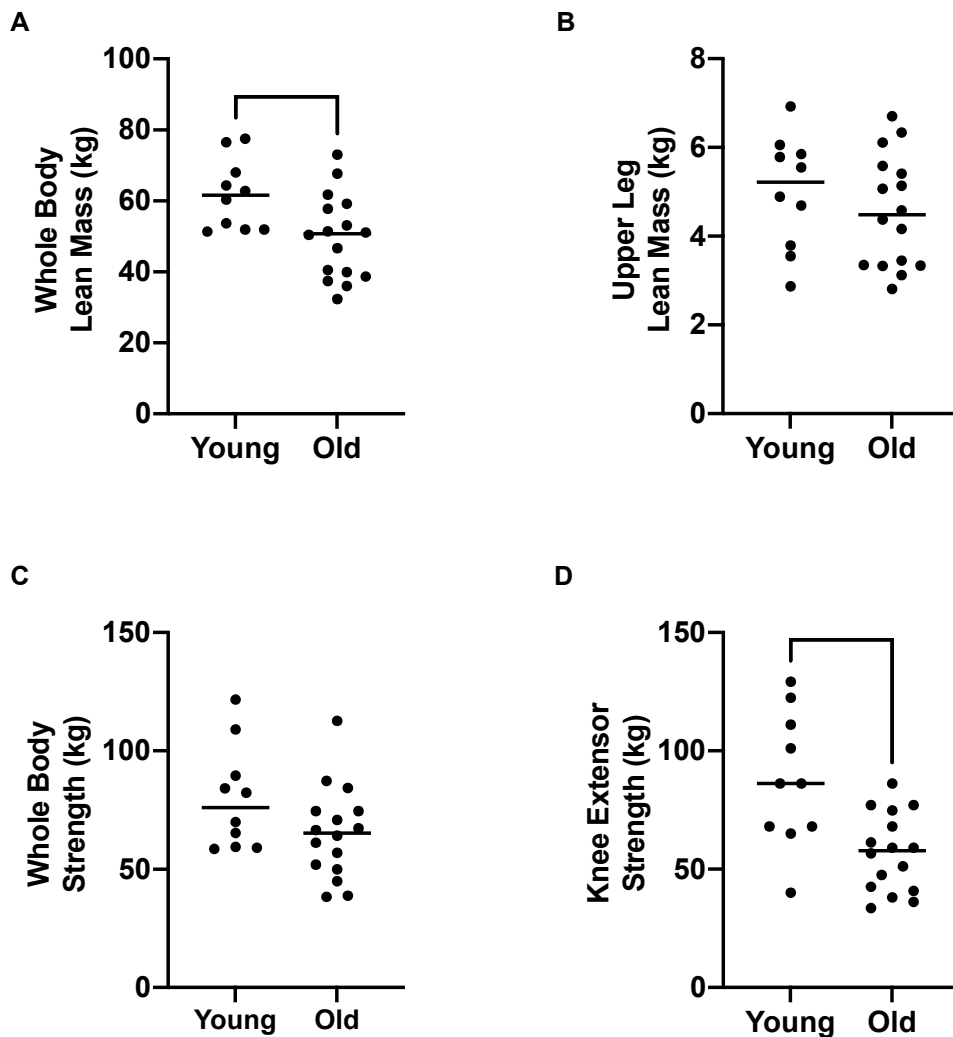 A
Whole Body
Lean Mass (kg)
100
80
60
40
20
0
Young Old
B
Upper Leg
Lean Mass (kg)
8
6
4
2
0
Young Old
C
Whole Body
Strength (kg)
150
100
50
0
Young Old
D
Knee Extensor
Strength (kg)
150
100
50
0
Young Old